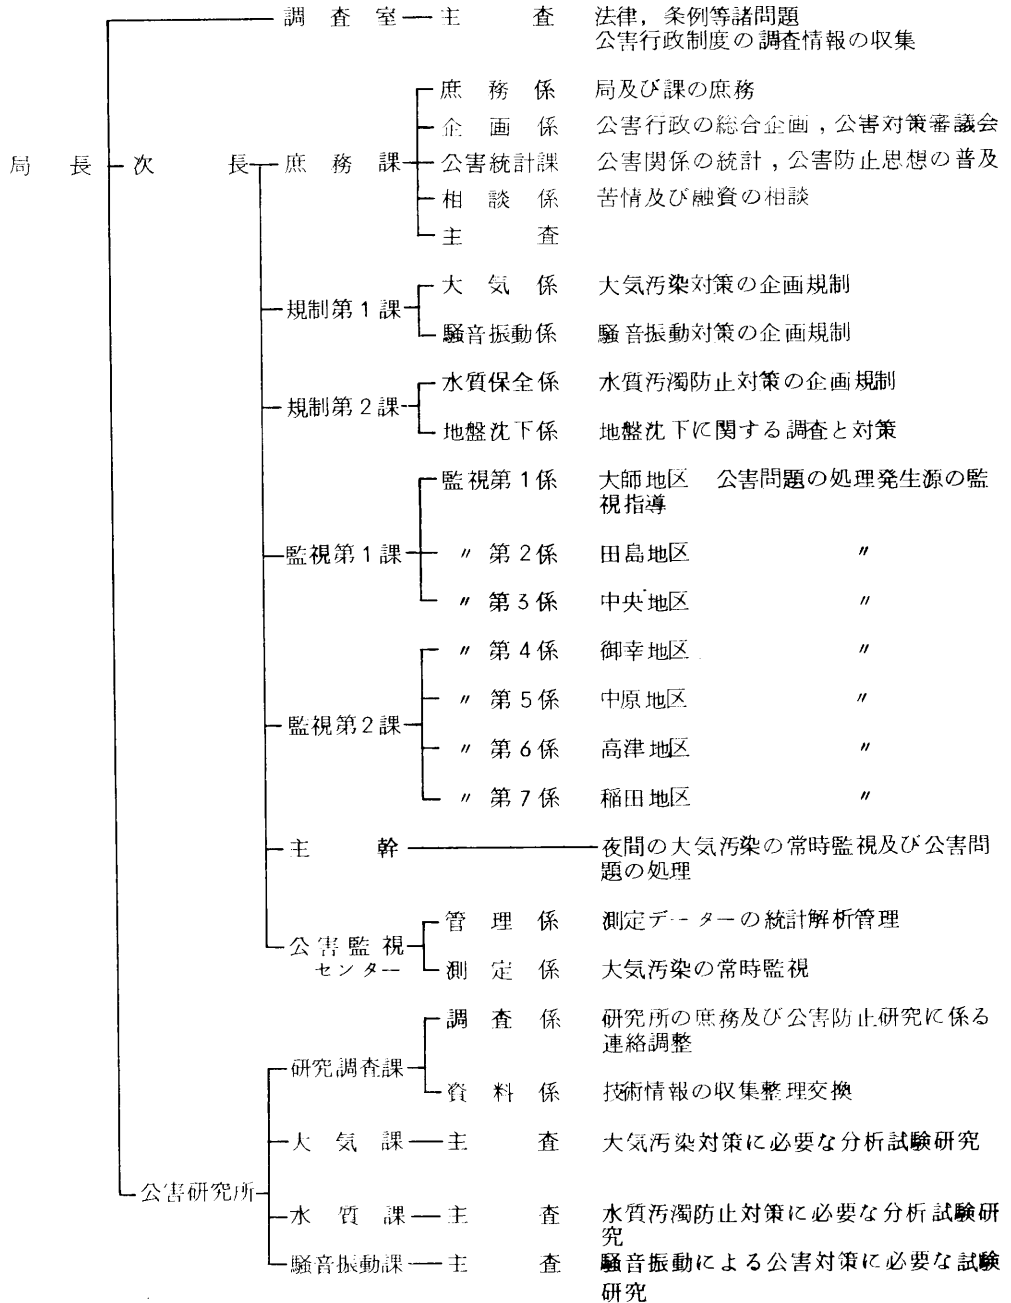 調査室 主査 法律，条例等諸問題
公害行政制度の調査情報の収集
庶務係 局及び課の庶務
企画係 公害行政の総合企画，公害対策審議会
局長 次長 庶務課 公害統計課 公害関係の統計，公害防止思想の普及
相談係 苦情及び融資の相談
主査
大気係 大気汚染対策の企画規制
規制第1課
騒音振動係 騒音振動対策の企画規制
水質保全係 水質汚濁防止対策の企画規制
規制第2課
地盤沈下係 地盤沈下に関する調査と対策
監視第1係 大師地区 公害問題の処理発生源の監
視指導
監視第1課 〃 第2係 田島地区 〃
〃 第3係 中央地区 〃
〃 第4係 御幸地区 〃
〃 第5係 中原地区 〃
監視第2課
〃 第6係 高津地区 〃
〃 第7係 稲田地区 〃
主幹 夜間の大気汚染の常時監視及び公害問
題の処理
管理係 測定データーの統計解析管理
公害監視
センター 測定係 大気汚染の常時監視
調査係 研究所の庶務及び公害防止研究に係る
連絡調整
研究調査課
資料係 技術情報の収集整理交換
大気課 主査 大気汚染対策に必要な分析試験研究
公害研究所
水質課 主査 水質汚濁防止対策に必要な分析試験研
究
騒音振動課 主査 騒音振動による公害対策に必要な試験
研究